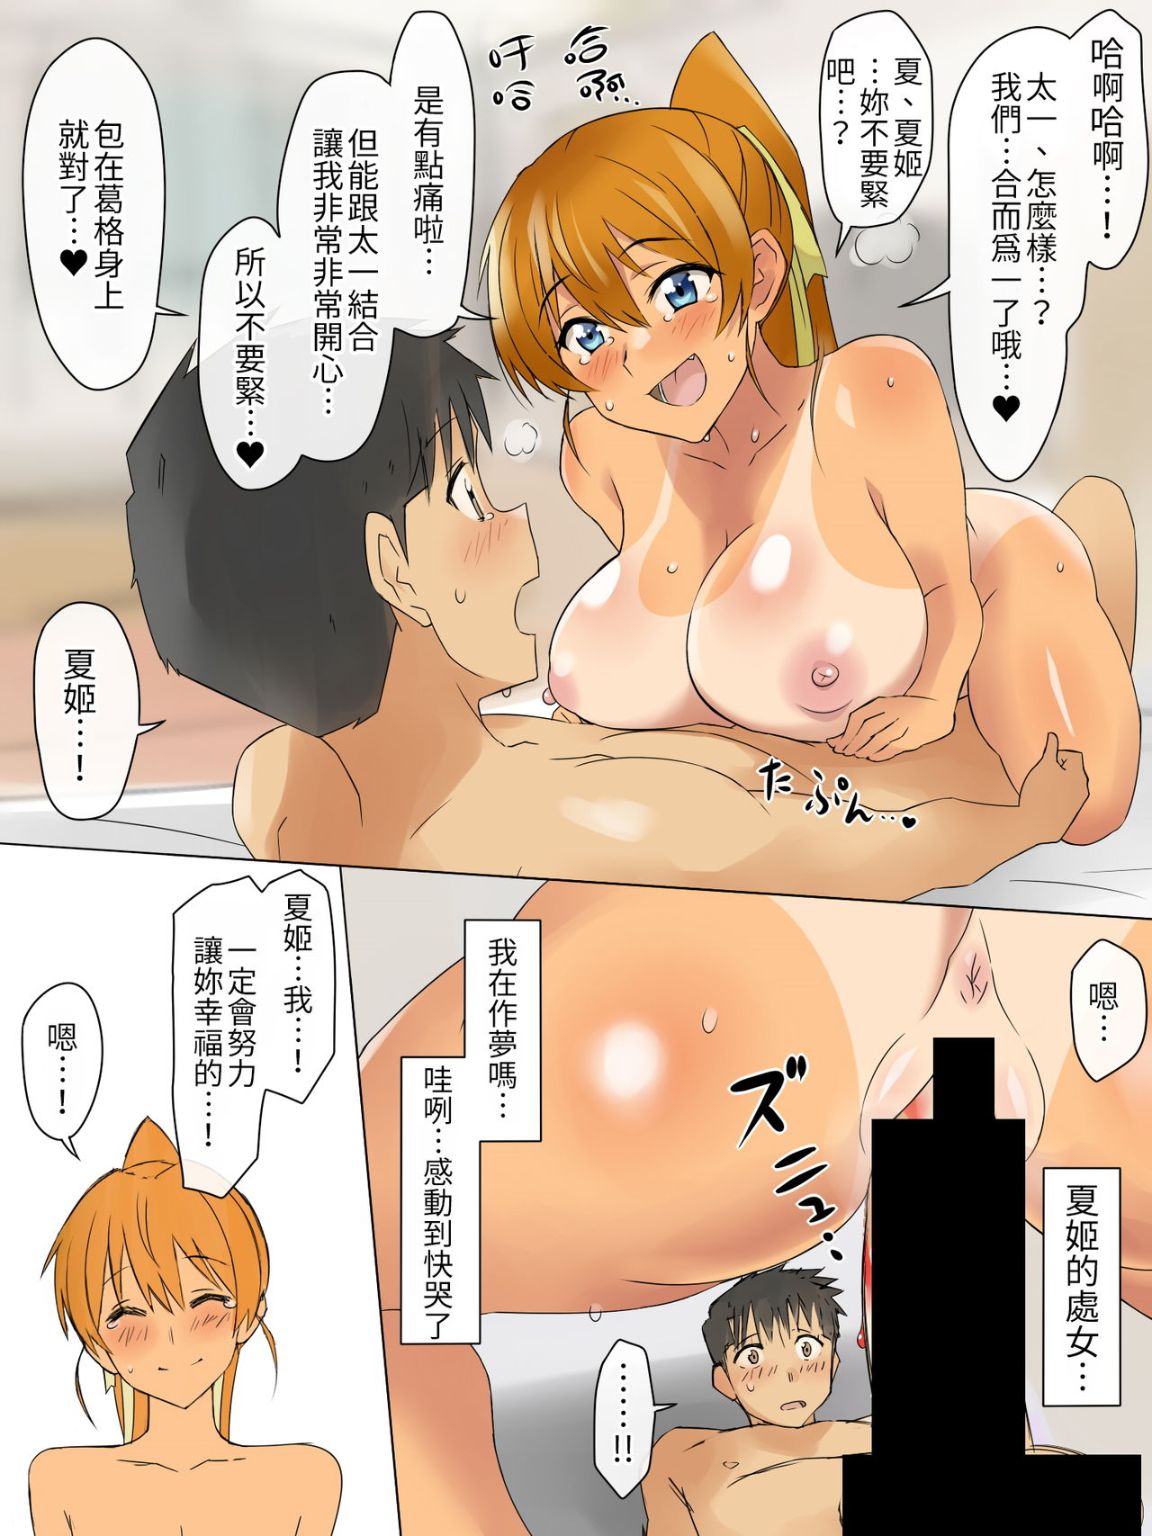 哈啊哈啊…！
太一、怎麼樣…？
我們…合而爲一了哦…♥
夏、夏姬
…妳不要緊
吧…？
哈啊…
吁哈
是有點痛啦…
但能跟太一結合
讓我非常非常開心…
所以不要緊…♥
包在葛格身上
就對了…♥
夏姬…！
たぷん…♥
嗯…
夏姬的處女…
ズニュ…
我在作夢嗎…
哇咧…感動到快哭了
……!!
夏姬…我…！
一定會努力
讓妳幸福的…！
嗯…！